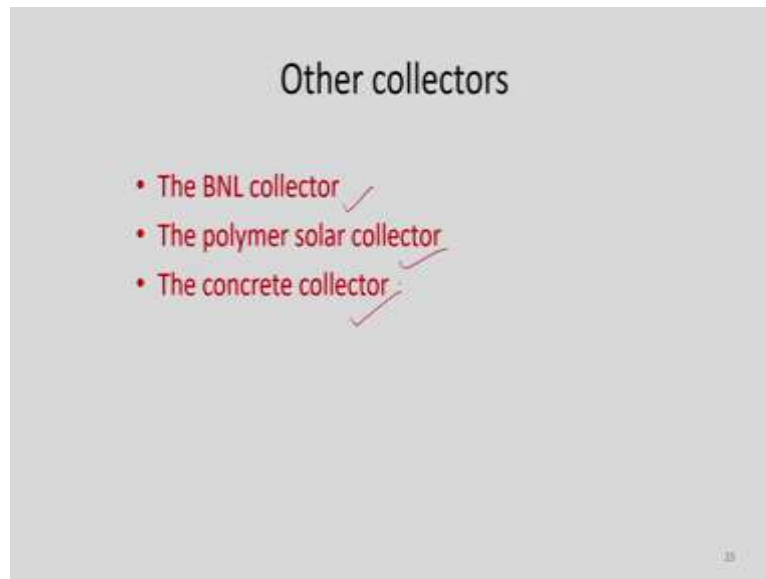 Other collectors
• The BNL collector
• The polymer solar collector
• The concrete collector